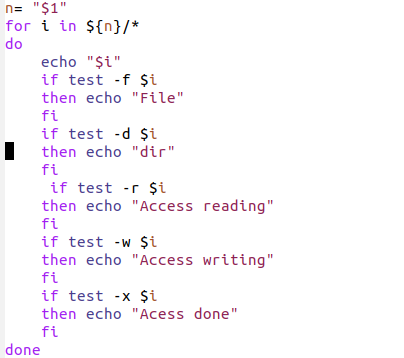 n= "$1"
for i in ${n}/*
do
    echo "$i"
    if test -f $i
    then echo "File"
    fi
    if test -d $i
    then echo "dir"
    fi
     if test -r $i
    then echo "Access reading"
    fi
    if test -w $i
    then echo "Access writing"
    fi
    if test -x $i
    then echo "Acess done"
    fi
done